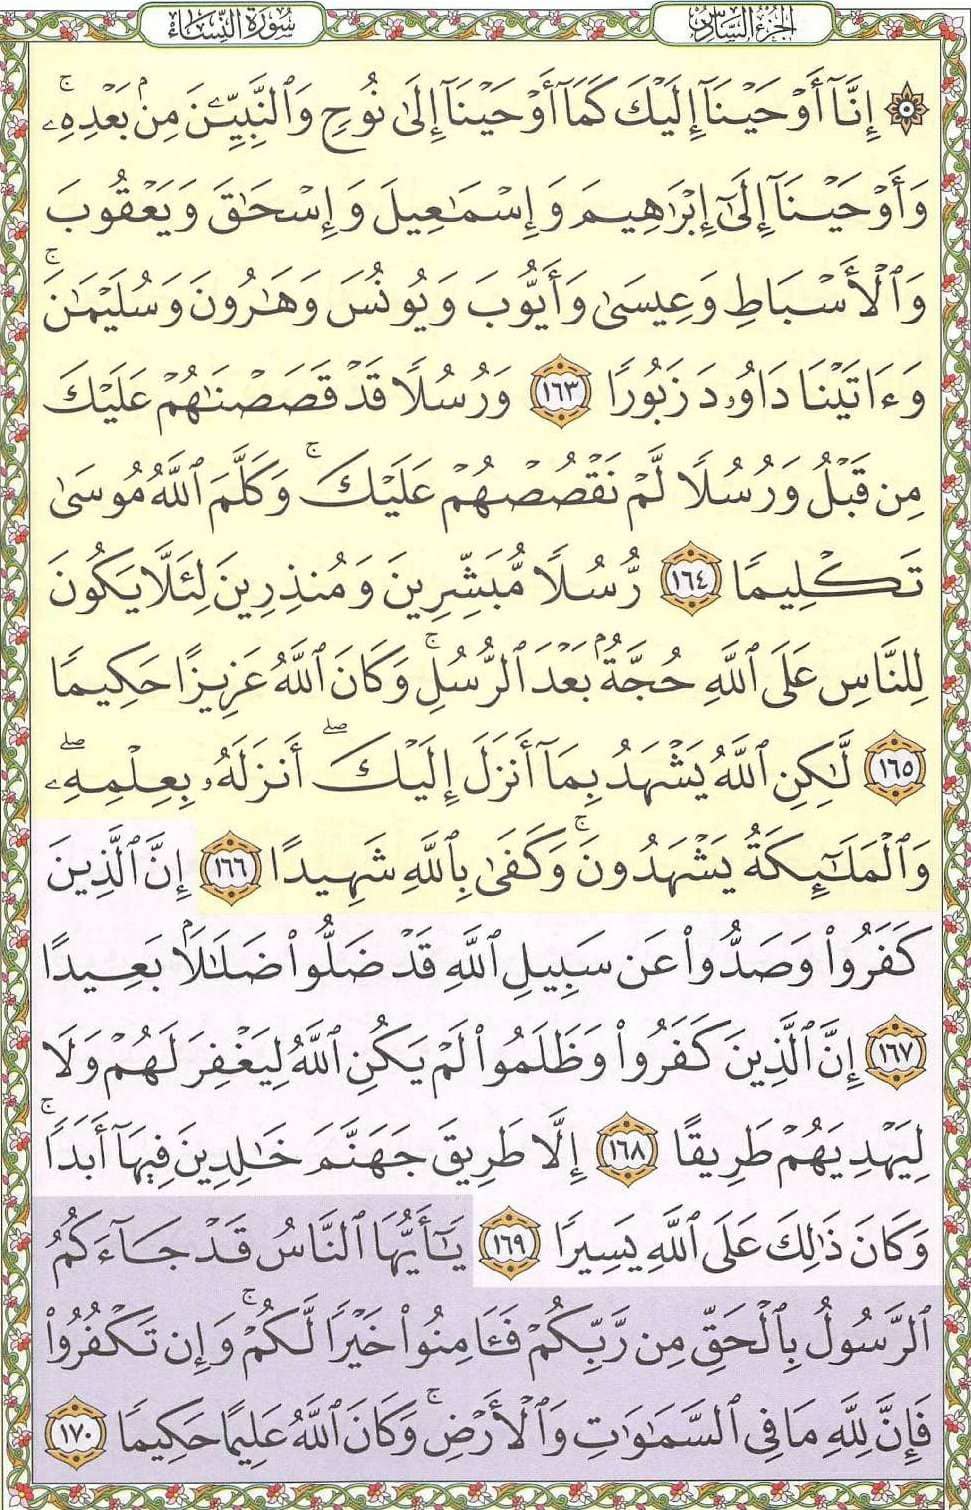 الجزء السادس
سورة النساء
۞ إِنَّآ أَوۡحَيۡنَآ إِلَيۡكَ كَمَآ أَوۡحَيۡنَآ إِلَىٰ نُوحٖ وَٱلنَّبِيِّـۧنَ مِنۢ بَعۡدِهِۦۚ
وَأَوۡحَيۡنَآ إِلَىٰٓ إِبۡرَٰهِيمَ وَإِسۡمَٰعِيلَ وَإِسۡحَٰقَ وَيَعۡقُوبَ
وَٱلۡأَسۡبَاطِ وَعِيسَىٰ وَأَيُّوبَ وَيُونُسَ وَهَٰرُونَ وَسُلَيۡمَٰنَۚ
وَءَاتَيۡنَا دَاوُۥدَ زَبُورٗا ١٦٣ وَرُسُلٗا قَدۡ قَصَصۡنَٰهُمۡ عَلَيۡكَ
مِن قَبۡلُ وَرُسُلٗا لَّمۡ نَقۡصُصۡهُمۡ عَلَيۡكَۚ وَكَلَّمَ ٱللَّهُ مُوسَىٰ
تَكۡلِيمٗا ١٦٤ رُّسُلٗا مُّبَشِّرِينَ وَمُنذِرِينَ لِئَلَّا يَكُونَ
لِلنَّاسِ عَلَى ٱللَّهِ حُجَّةُۢ بَعۡدَ ٱلرُّسُلِۚ وَكَانَ ٱللَّهُ عَزِيزًا حَكِيمٗا
١٦٥ لَّٰكِنِ ٱللَّهُ يَشۡهَدُ بِمَآ أَنزَلَ إِلَيۡكَۖ أَنزَلَهُۥ بِعِلۡمِهِۦۖ
وَٱلۡمَلَٰٓئِكَةُ يَشۡهَدُونَۚ وَكَفَىٰ بِٱللَّهِ شَهِيدًا ١٦٦ إِنَّ ٱلَّذِينَ
كَفَرُواْ وَصَدُّواْ عَن سَبِيلِ ٱللَّهِ قَدۡ ضَلُّواْ ضَلَٰلَۢا بَعِيدًا
١٦٧ إِنَّ ٱلَّذِينَ كَفَرُواْ وَظَلَمُواْ لَمۡ يَكُنِ ٱللَّهُ لِيَغۡفِرَ لَهُمۡ وَلَا
لِيَهۡدِيَهُمۡ طَرِيقًا ١٦٨ إِلَّا طَرِيقَ جَهَنَّمَ خَٰلِدِينَ فِيهَآ أَبَدٗاۚ
وَكَانَ ذَٰلِكَ عَلَى ٱللَّهِ يَسِيرٗا ١٦٩ يَٰٓأَيُّهَا ٱلنَّاسُ قَدۡ جَآءَكُمُ
ٱلرَّسُولُ بِٱلۡحَقِّ مِن رَّبِّكُمۡ فَـَٔامِنُواْ خَيۡرٗا لَّكُمۡۚ وَإِن تَكۡفُرُواْ
فَإِنَّ لِلَّهِ مَا فِي ٱلسَّمَٰوَٰتِ وَٱلۡأَرۡضِۚ وَكَانَ ٱللَّهُ عَلِيمًا حَكِيمٗا ١٧٠